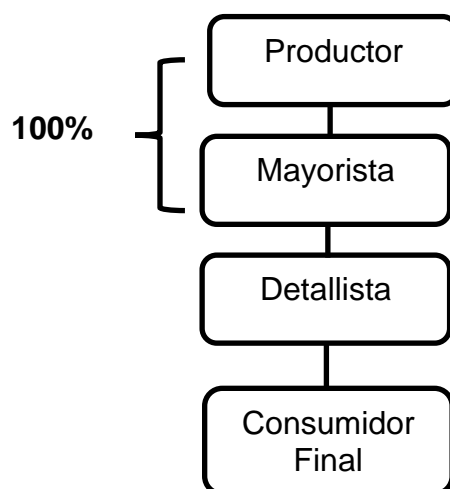 Productor
100%
Mayorista
Detallista
Consumidor
Final